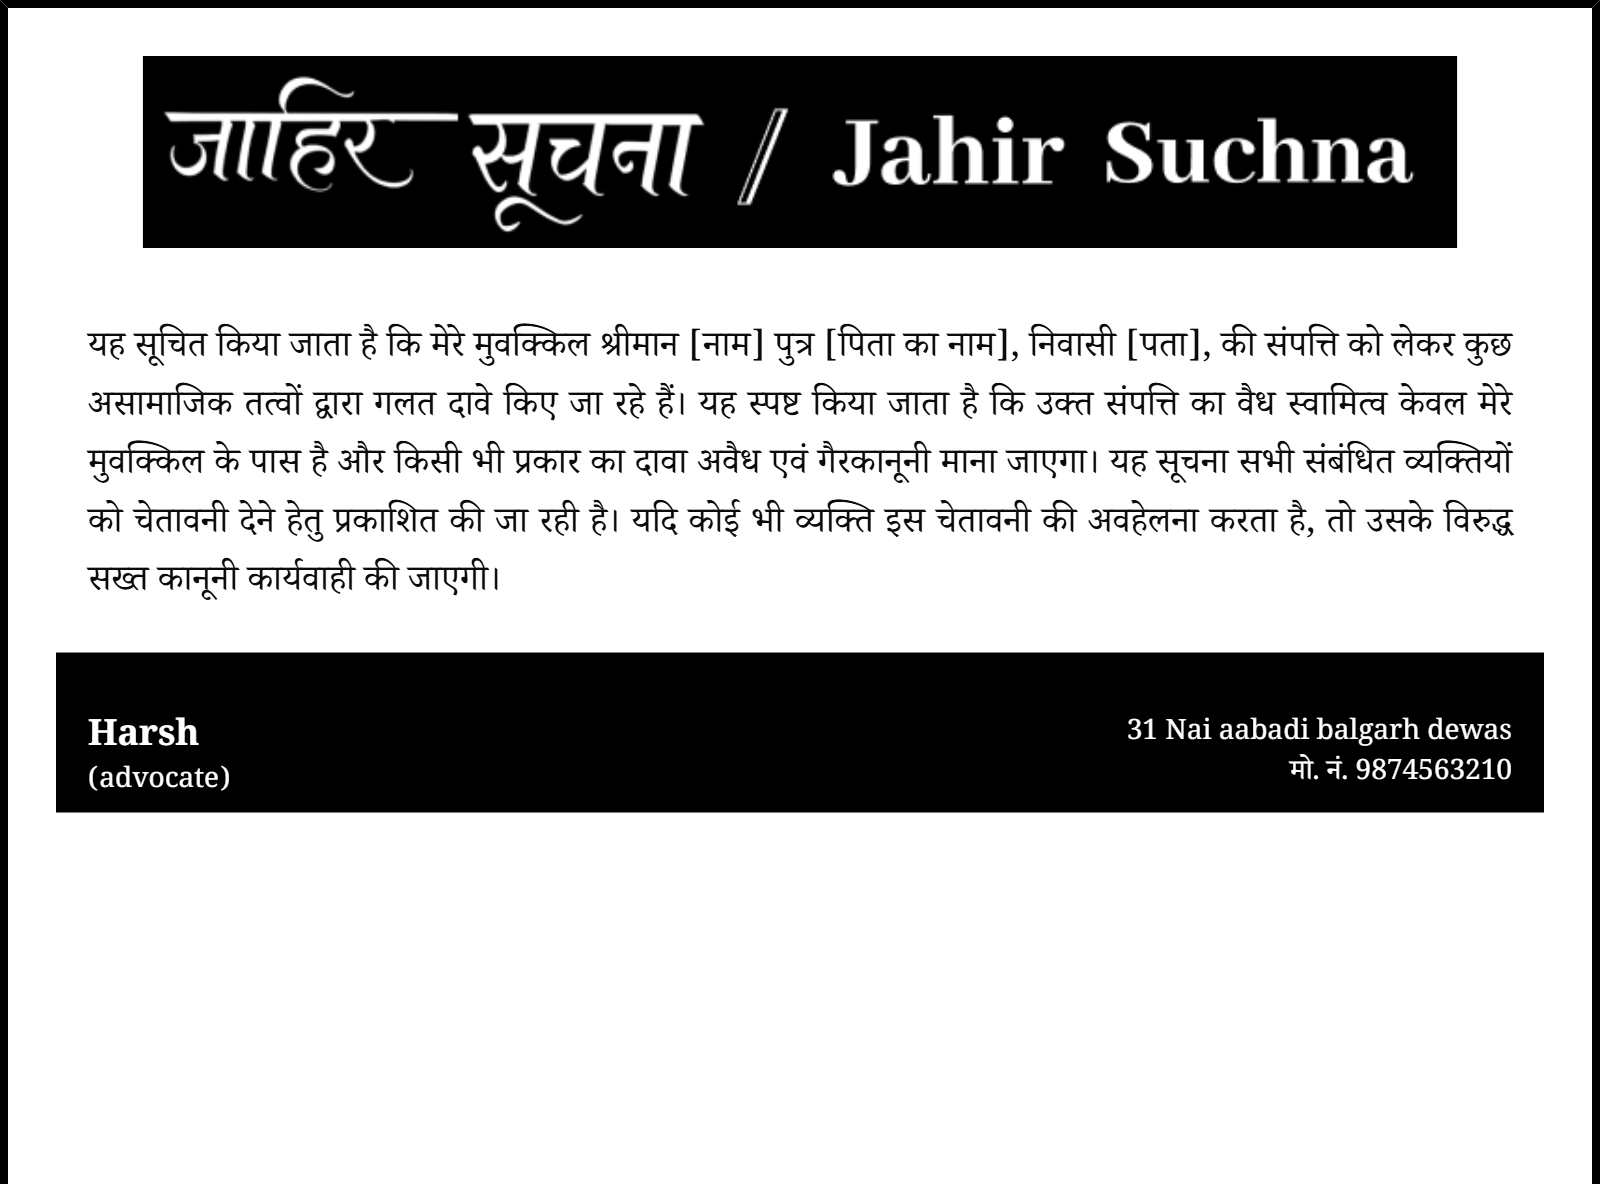 जाहिर सूचना / Jahir Suchna
यह सूचित किया जाता है कि मेरे मुवक्किल श्रीमान [नाम] पुत्र [पिता का नाम], निवासी [पता], की संपत्ति को लेकर कुछ
असामाजिक तत्वों द्वारा गलत दावे किए जा रहे हैं। यह स्पष्ट किया जाता है कि उक्त संपत्ति का वैध स्वामित्व केवल मेरे
मुवक्किल के पास है और किसी भी प्रकार का दावा अवैध एवं गैरकानूनी माना जाएगा। यह सूचना सभी संबंधित व्यक्तियों
को चेतावनी देने हेतु प्रकाशित की जा रही है। यदि कोई भी व्यक्ति इस चेतावनी की अवहेलना करता है, तो उसके विरुद्ध
सख्त कानूनी कार्यवाही की जाएगी।
Harsh
(advocate)
31 Nai aabadi balgarh dewas
मो. नं. 9874563210